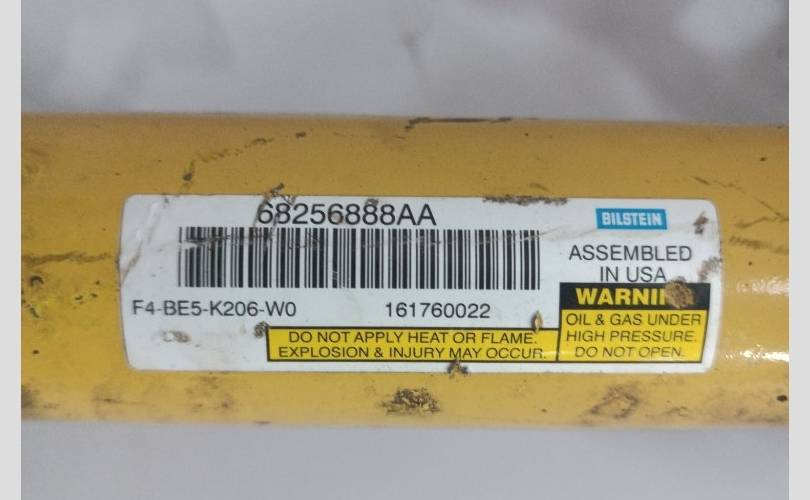 68256888AA
BILSTEIN
ASSEMBLED
IN USA
F4-BE5-K206-W0
161760022
DO NOT APPLY HEAT OR FLAME.
EXPLOSION & INJURY MAY OCCUR.
OIL & GAS UNDER
HIGH PRESSURE.
DO NOT OPEN.